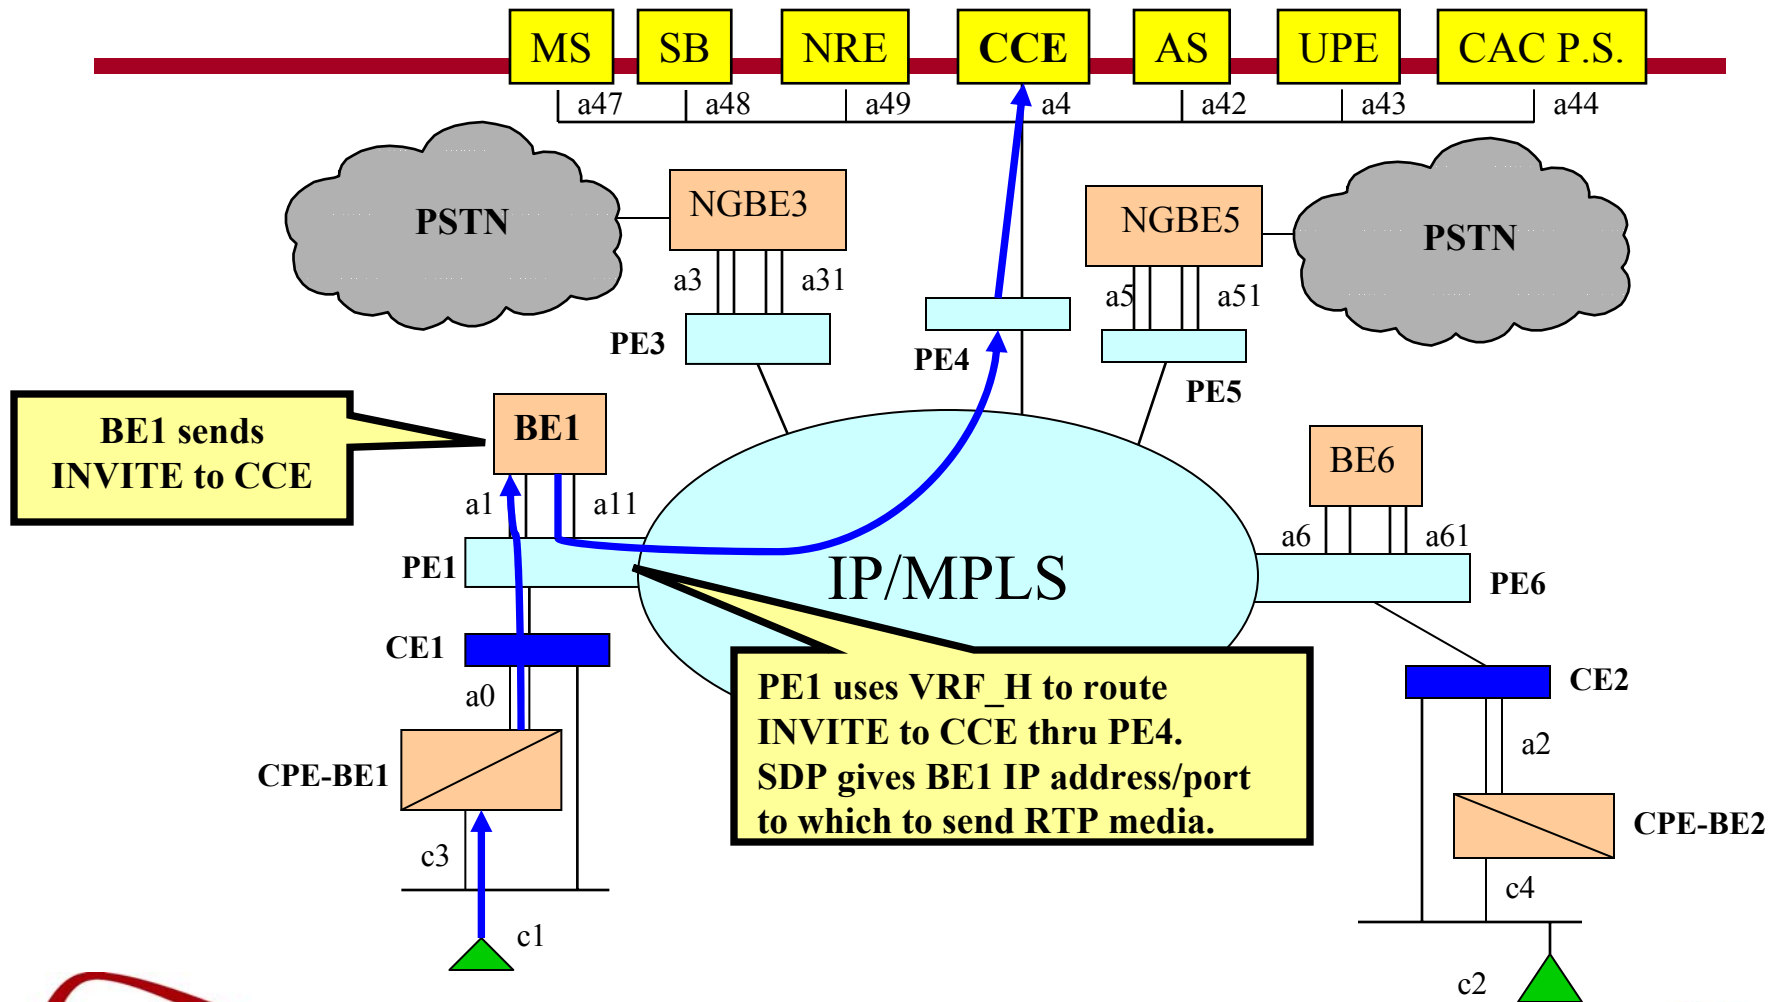 MS
SB
NRE
CCE
AS
UPE
CAC P.S.
a47
a48
a49
a4
a42
a43
a44
PSTN
NGBE3
NGBE5
PSTN
a3
a31
a5
a51
PE3
PE4
PE5
BE1 sends
INVITE to CCE
BE1
BE6
a1
a11
a6
a61
PE1
IP/MPLS
PE6
CE1
CE2
a0
PE1 uses VRF_H to route
INVITE to CCE thru PE4.
SDP gives BE1 IP address/port
to which to send RTP media.
a2
CPE-BE1
CPE-BE2
c3
c4
c1
c2